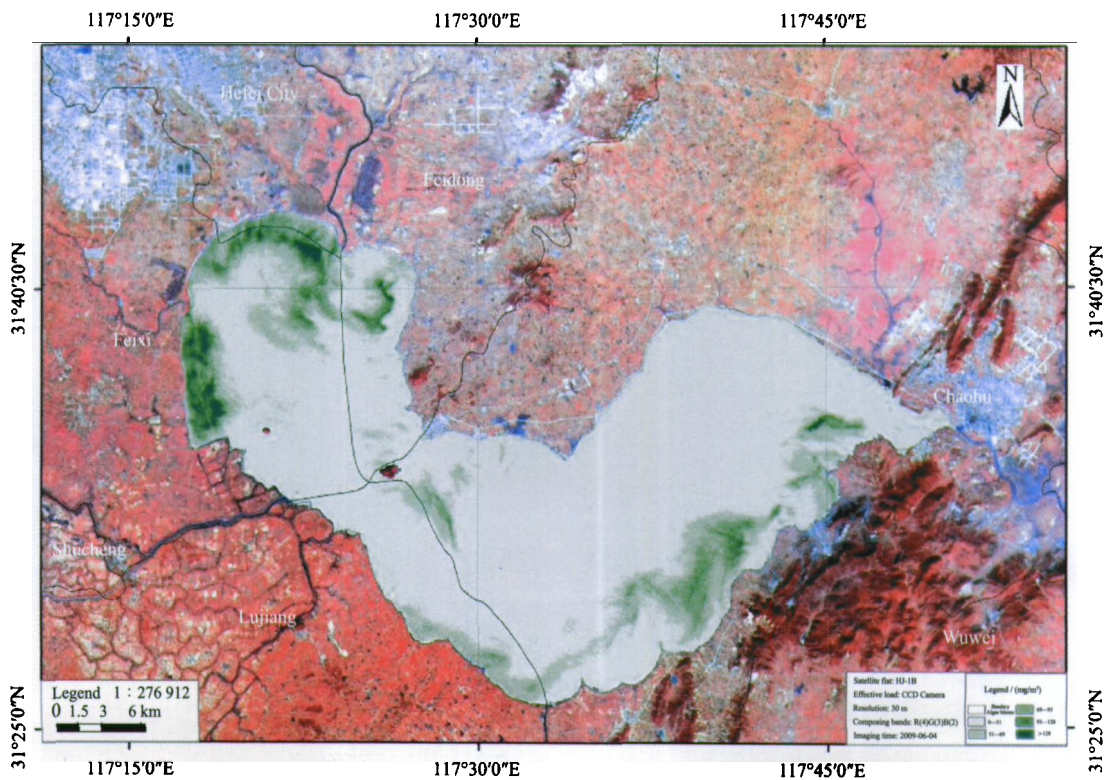 117°15′0″E 117°30′0″E 117°45′0″E
N
Hefei City
Feidong
31°40′30″N 31°40′30″N
Feixi
Chaohu
Shucheng
Lujiang
Wuwei
Legend 1:276 912
0 1.5 3 6 km
Satellite flat: HJ-1B
Effective load: CCD Camera
Resolution: 30 m
Composing bands: R(4)G(3)B(2)
Imaging time: 2009-06-04
Legend / (mg/m³)
>128
31°25′0″N 31°25′0″N
117°15′0″E 117°30′0″E 117°45′0″E